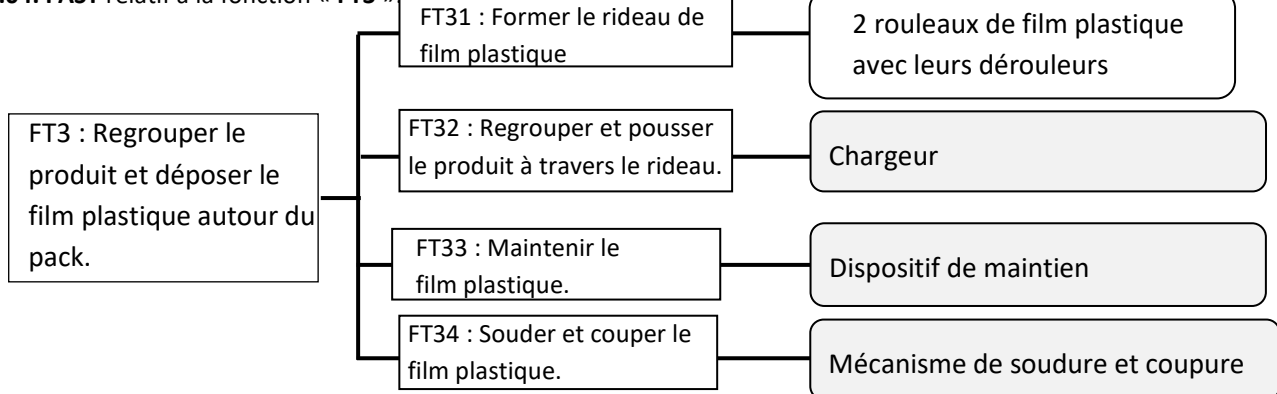 relatif à la fonction «
FT31 : Former le rideau de
film plastique
2 rouleaux de film plastique
avec leurs dérouleurs
FT3 : Regrouper le
produit et déposer le
film plastique autour du
pack.
FT32 : Regrouper et pousser
le produit à travers le rideau.
Chargeur
FT33 : Maintenir le
film plastique.
Dispositif de maintien
FT34 : Souder et couper le
film plastique.
Mécanisme de soudure et coupure